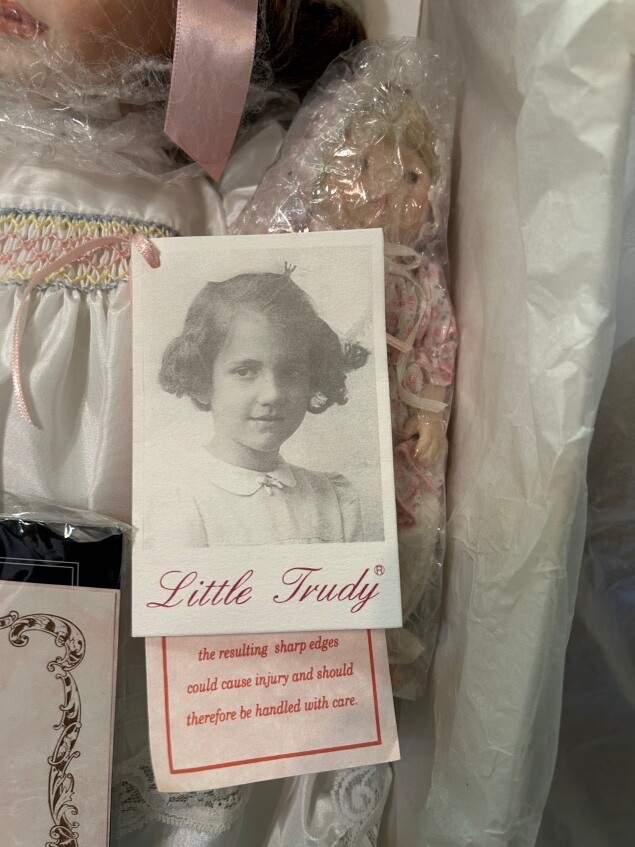 Little Trudy®
the resulting sharp edges
could cause injury and should
therefore be handled with care.